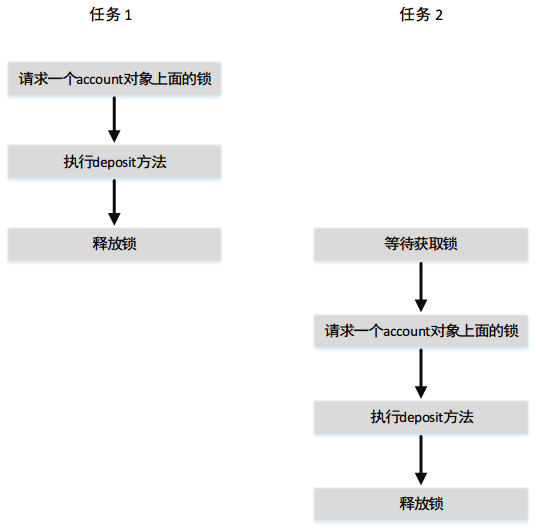 任务 1
任务 2
请求一个account对象上面的锁
执行deposit方法
释放锁
等待获取锁
请求一个account对象上面的锁
执行deposit方法
释放锁